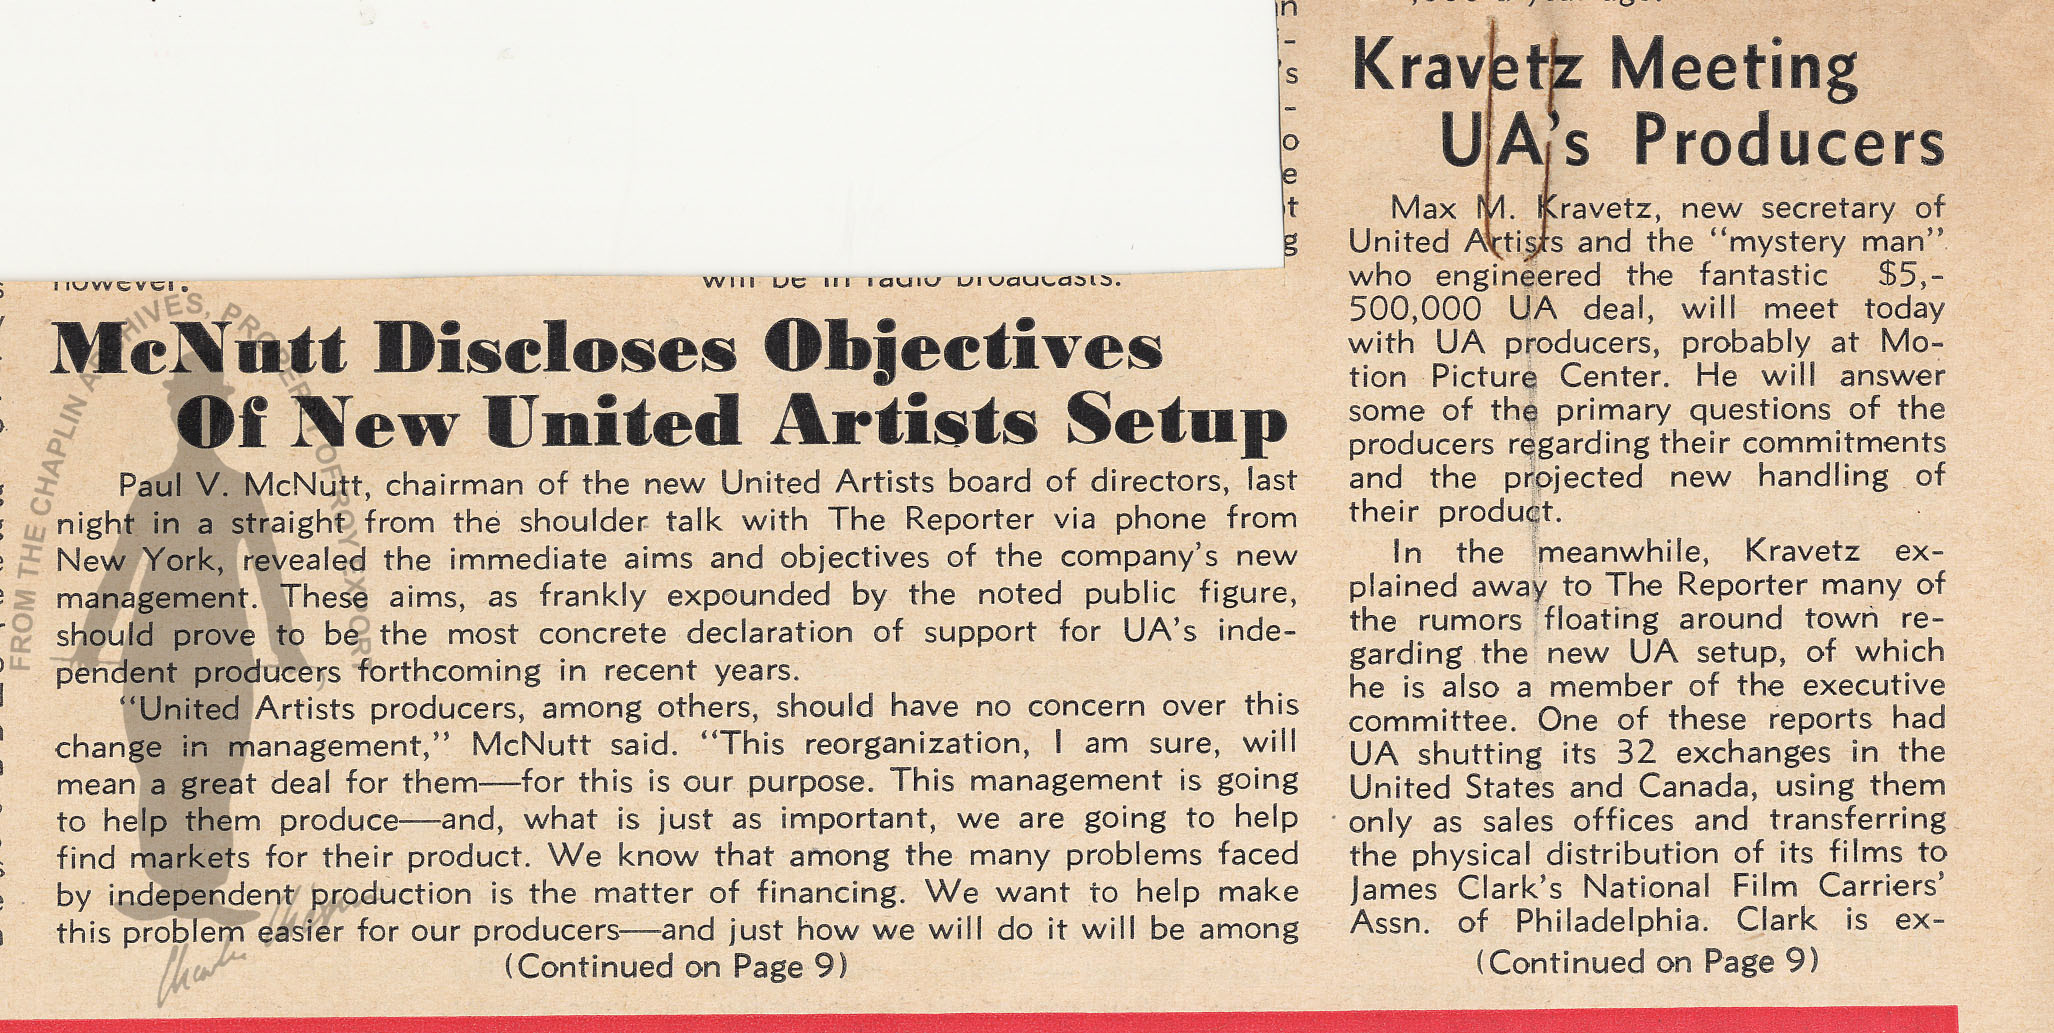 however.
will be in radio broadcasts.
McNutt Discloses Objectives
Of New United Artists Setup
Paul V. McNutt, chairman of the new United Artists board of directors, last
night in a straight from the shoulder talk with The Reporter via phone from
New York, revealed the immediate aims and objectives of the company's new
management. These aims, as frankly expounded by the noted public figure,
should prove to be the most concrete declaration of support for UA's inde-
pendent producers forthcoming in recent years.
"United Artists producers, among others, should have no concern over this
change in management," McNutt said. "This reorganization, I am sure, will
mean a great deal for them—for this is our purpose. This management is going
to help them produce—and, what is just as important, we are going to help
find markets for their product. We know that among the many problems faced
by independent production is the matter of financing. We want to help make
this problem easier for our producers—and just how we will do it will be among
(Continued on Page 9)
Kravetz Meeting
UA's Producers
Max M. Kravetz, new secretary of
United Artists and the "mystery man"
who engineered the fantastic $5,-
500,000 UA deal, will meet today
with UA producers, probably at Mo-
tion Picture Center. He will answer
some of the primary questions of the
producers regarding their commitments
and the projected new handling of
their product.
In the meanwhile, Kravetz ex-
plained away to The Reporter many of
the rumors floating around town re-
garding the new UA setup, of which
he is also a member of the executive
committee. One of these reports had
UA shutting its 32 exchanges in the
United States and Canada, using them
only as sales offices and transferring
the physical distribution of its films to
James Clark's National Film Carriers'
Assn. of Philadelphia. Clark is ex-
(Continued on Page 9)
FROM THE CHAPLIN ARCHIVES, PROPERTY OF ROY EXPORT
Charlie Chaplin